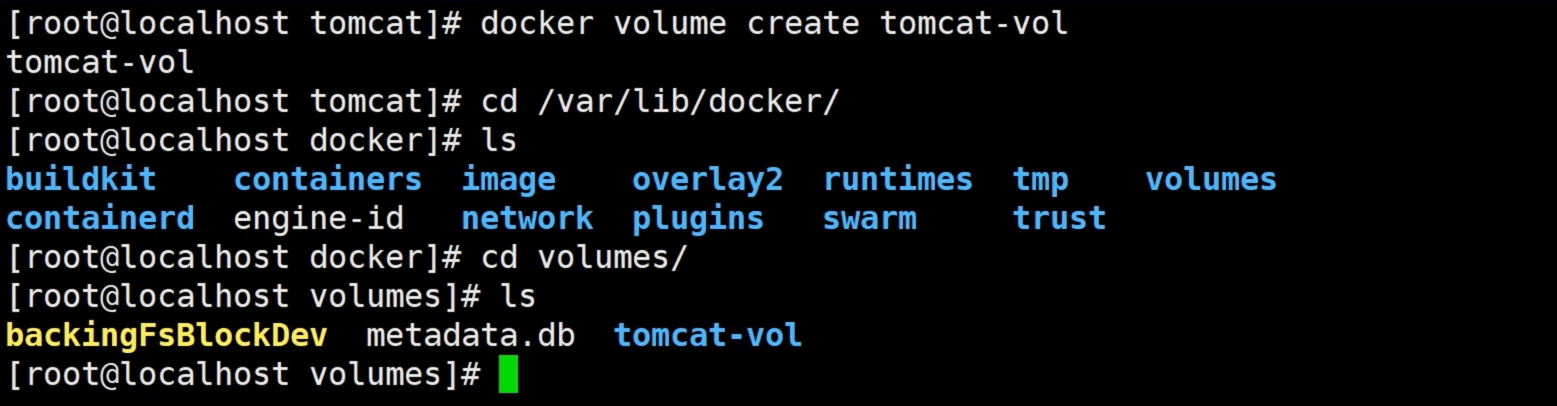 [root@localhost tomcat]# docker volume create tomcat-vol
tomcat-vol
[root@localhost tomcat]# cd /var/lib/docker/
[root@localhost docker]# ls
buildkit    containers  image    overlay2  runtimes  tmp    volumes
containerd  engine-id   network  plugins   swarm     trust
[root@localhost docker]# cd volumes/
[root@localhost volumes]# ls
backingFsBlockDev  metadata.db  tomcat-vol
[root@localhost volumes]#